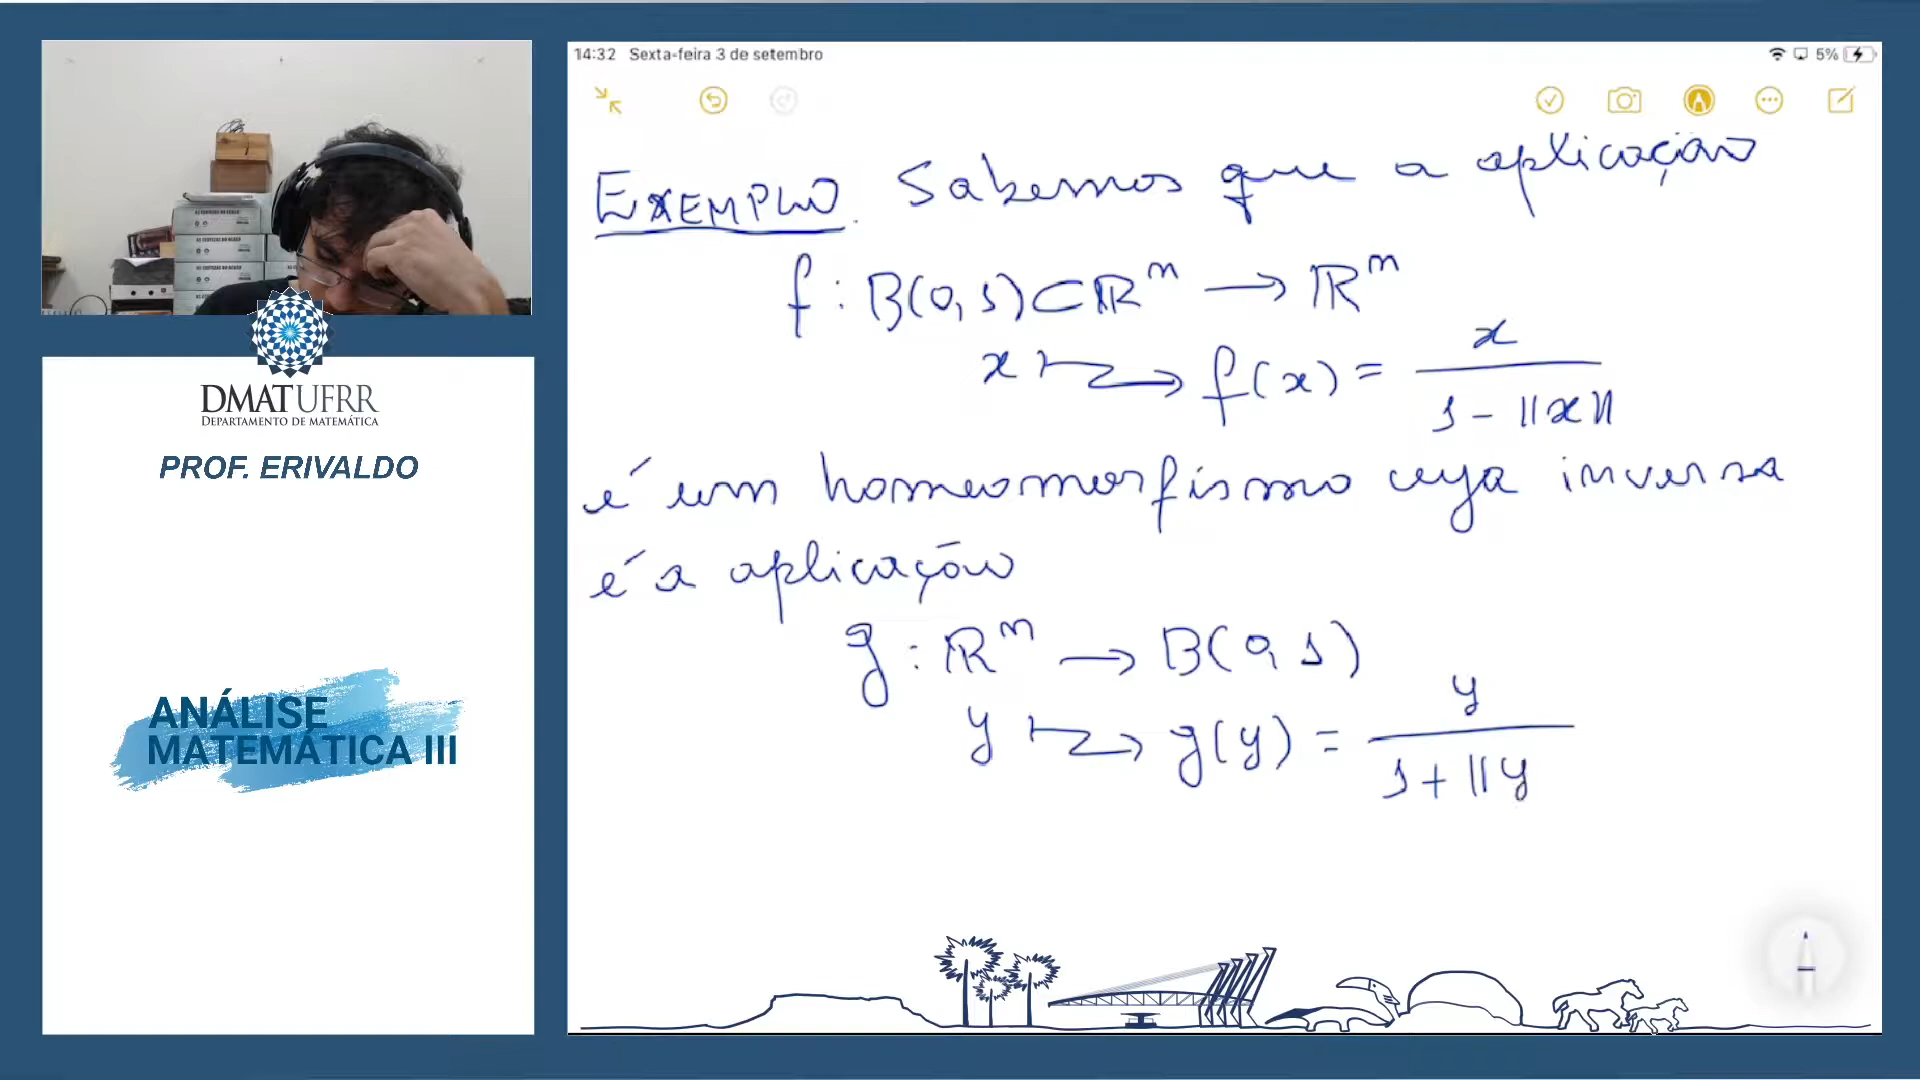 14:32 Sexta-feira 3 de setembro
5%
EXEMPLO. Sabemos que a aplicação
f : B(0,1) ⊂ ℝⁿ → ℝⁿ
x ↦ f(x) = x / (1 - ||x||)
é um homeomorfismo cuja inversa
é a aplicação
g : ℝⁿ → B(0,1)
y ↦ g(y) = y / 1 + ||y
DMAT UFRR
DEPARTAMENTO DE MATEMÁTICA
PROF. ERIVALDO
ANÁLISE
MATEMÁTICA III